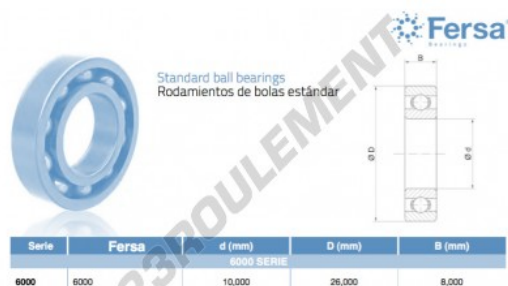 Fersa
Bearings
Standard ball bearings
Rodamientos de bolas estándar
B
Ø D
Ø d
Serie Fersa d (mm) D (mm) B (mm)
6000 SERIE
6000 6000 10,000 26,000 8,000
123ROULEMENT